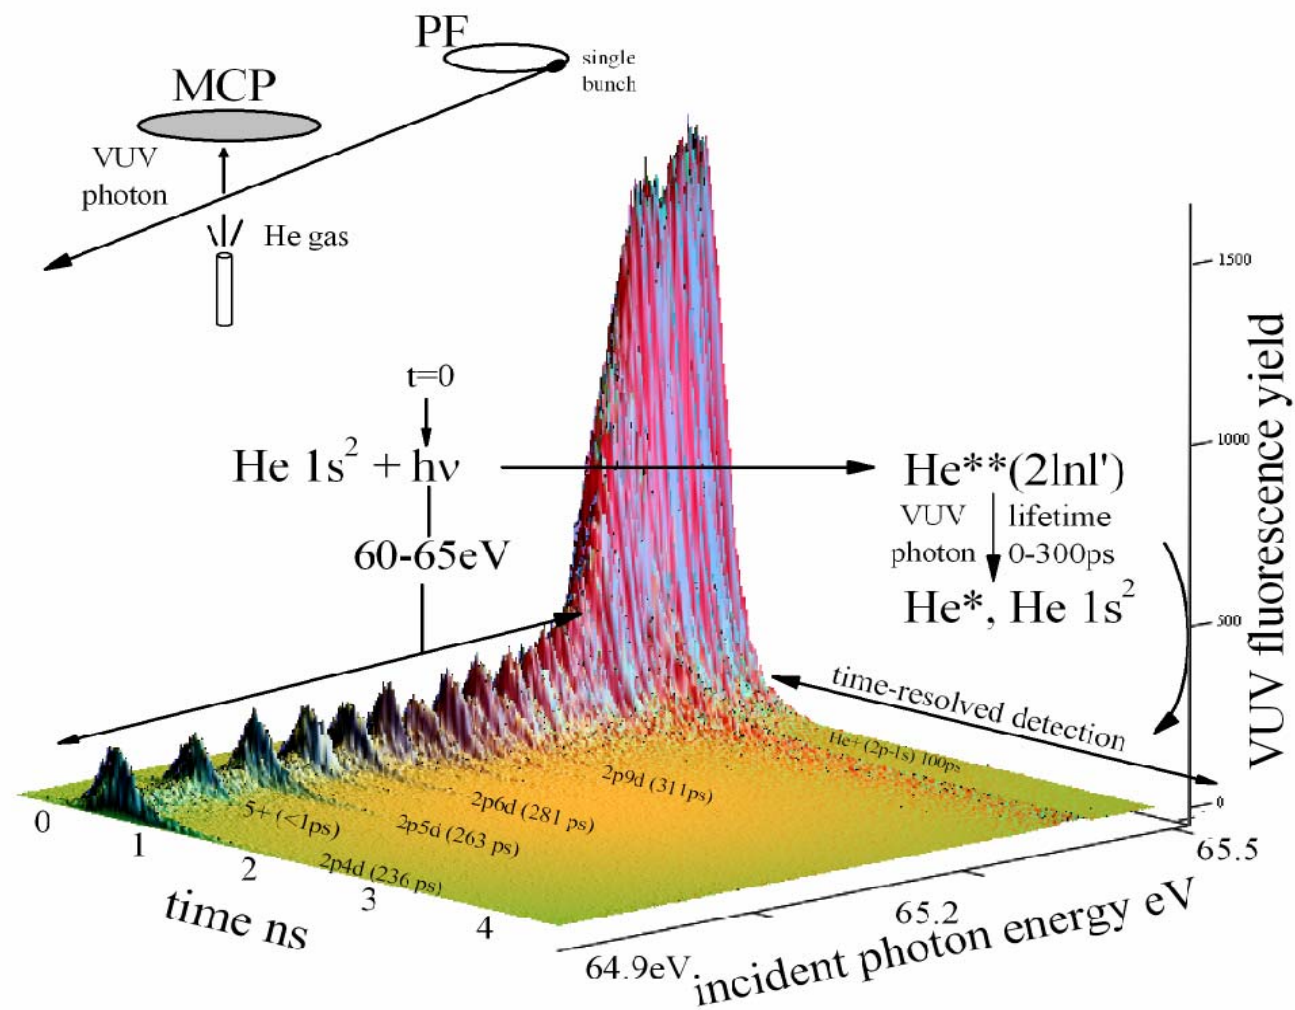 PF
single
bunch
MCP
VUV
photon
He gas
t=0
He 1s² + hν
60-65eV
He**(2lnl')
VUV
photon
lifetime
0-300ps
He*, He 1s²
time-resolved detection
He+ (2p-1s) 100ps
2p9d (311ps)
2p6d (281 ps)
2p5d (263 ps)
5+ (<1ps)
2p4d (236 ps)
0
1
2
3
4
time ns
64.9eV
65.2
65.5
incident photon energy eV
1500
1000
500
0
VUV fluorescence yield